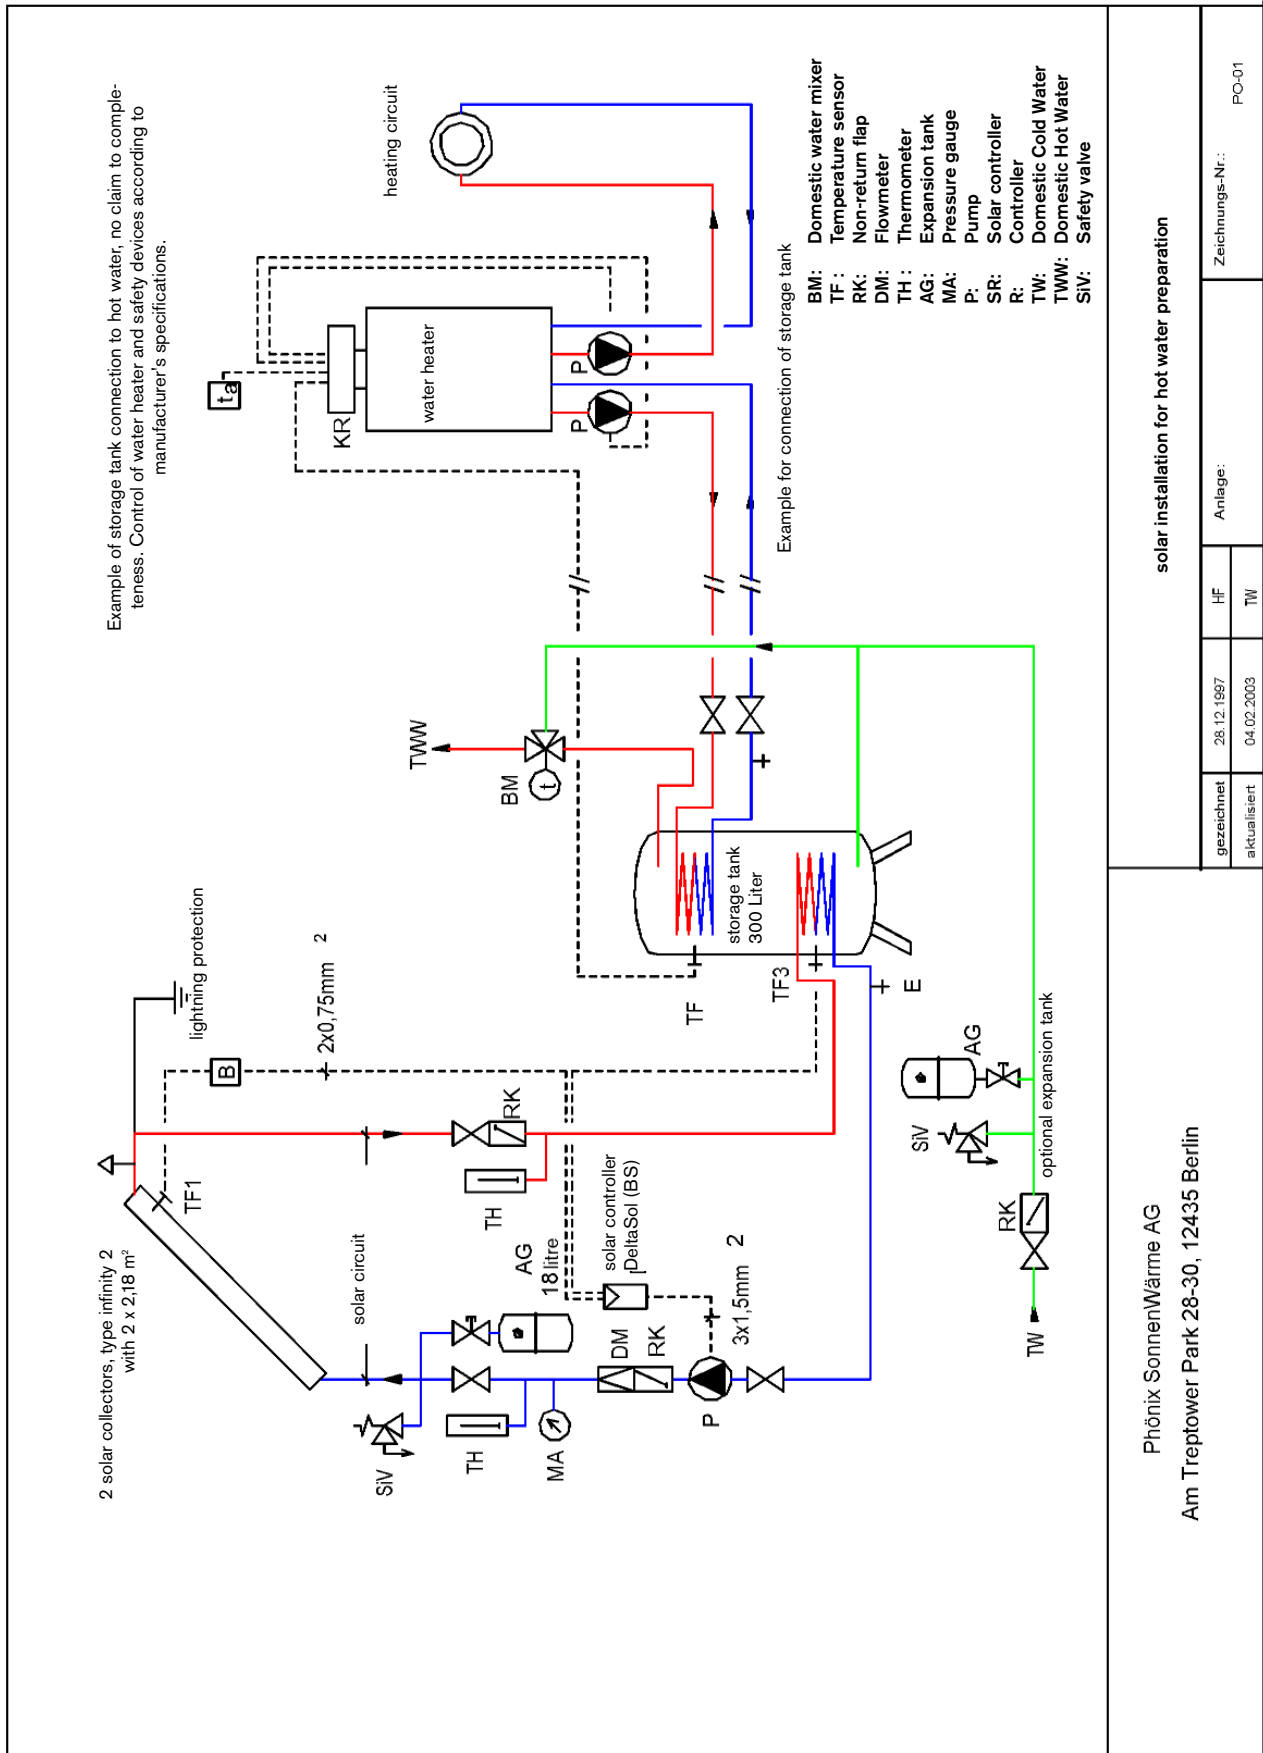 Example of storage tank connection to hot water, no claim to comple-
teness. Control of water heater and safety devices according to
manufacturer's specifications.
2 solar collectors, type infinity 2
with 2 x 2,18 m²
TF1
lightning protection
B
2x0,75mm 2
solar circuit
SiV
TH
MA
AG
18 litre
TH
RK
solar controller
[DeltaSol (BS)
DM
RK
P
3x1,5mm 2
TWW
BM
t
TF
storage tank
300 Liter
TF3
E
ta
KR
water heater
P
P
heating circuit
Example for connection of storage tank
TW
RK
SiV
AG
optional expansion tank
BM: Domestic water mixer
TF : Temperature sensor
RK: Non-return flap
DM: Flowmeter
TH : Thermometer
AG: Expansion tank
MA: Pressure gauge
P: Pump
SR: Solar controller
R: Controller
TW: Domestic Cold Water
TWW: Domestic Hot Water
SiV: Safety valve
Phönix SonnenWärme AG
Am Treptower Park 28-30, 12435 Berlin
solar installation for hot water preparation
gezeichnet 28.12.1997 HF
aktualisiert 04.02.2003 TW
Anlage:
Zeichnungs-Nr.:
PO-01